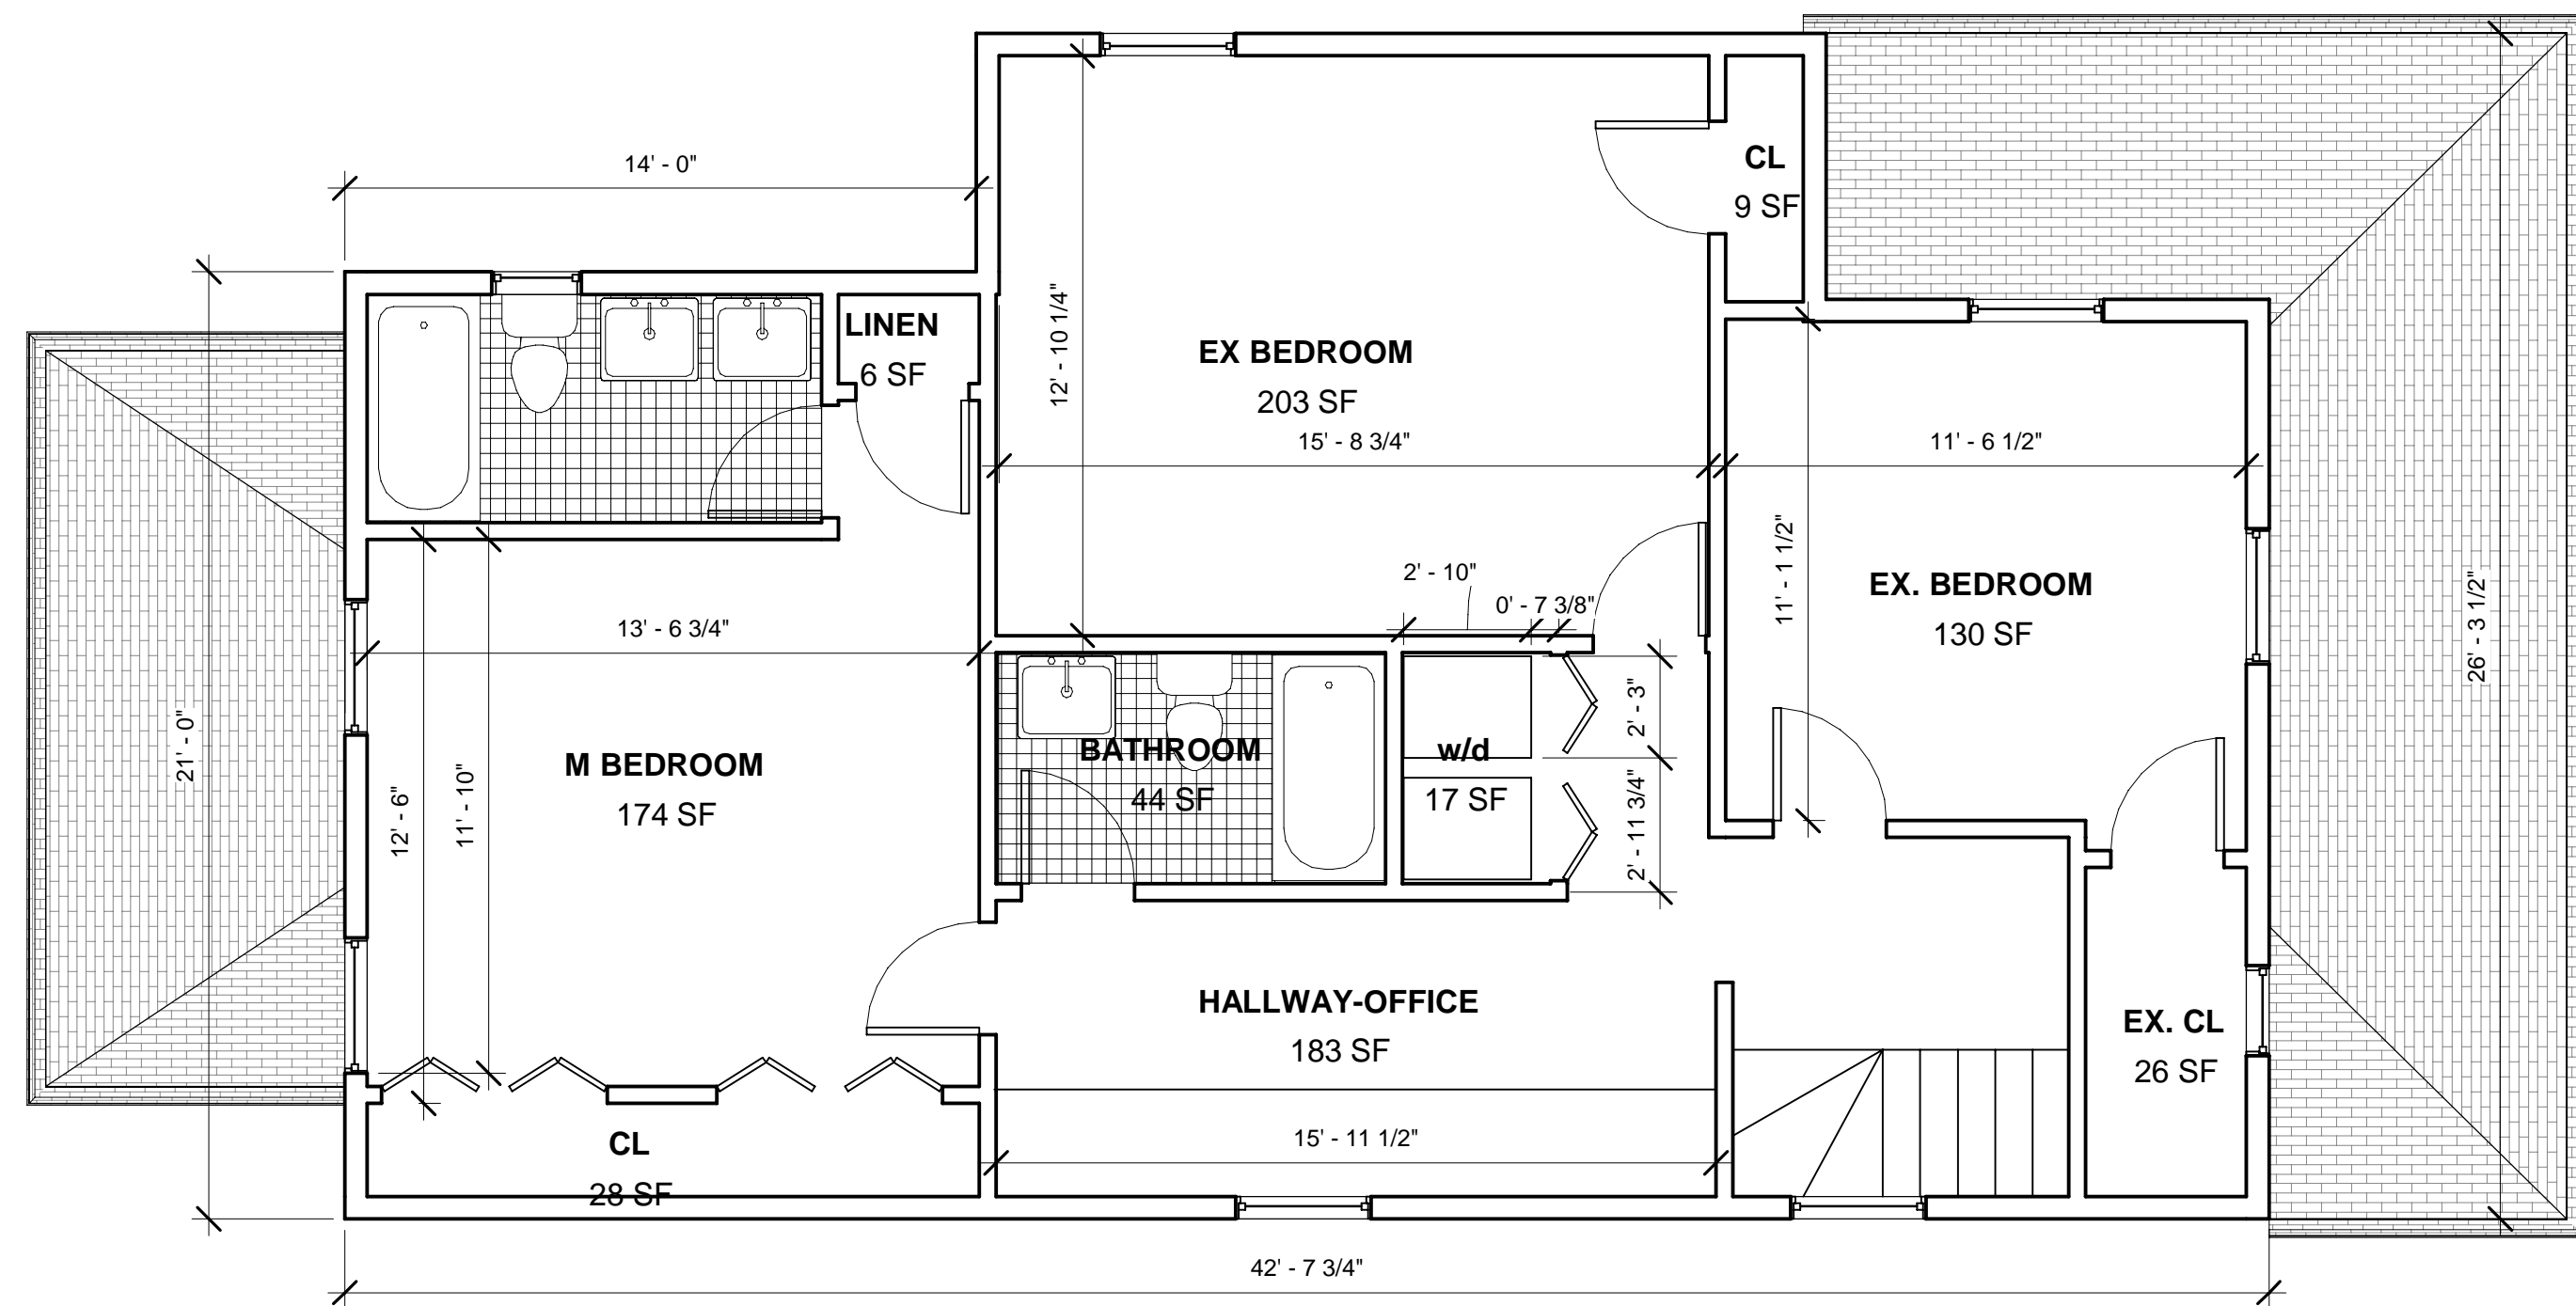 14' - 0"
CL
9 SF
LINEN
6 SF
12' - 10 1/4"
EX BEDROOM
203 SF
15' - 8 3/4"
11' - 6 1/2"
11' - 1 1/2"
EX. BEDROOM
130 SF
26' - 3 1/2"
2' - 10"
0' - 7 3/8"
13' - 6 3/4"
21' - 0"
12' - 6"
11' - 10"
M BEDROOM
174 SF
BATHROOM
44 SF
w/d
17 SF
2' - 3"
2' - 11 3/4"
HALLWAY-OFFICE
183 SF
EX. CL
26 SF
CL
28 SF
15' - 11 1/2"
42' - 7 3/4"